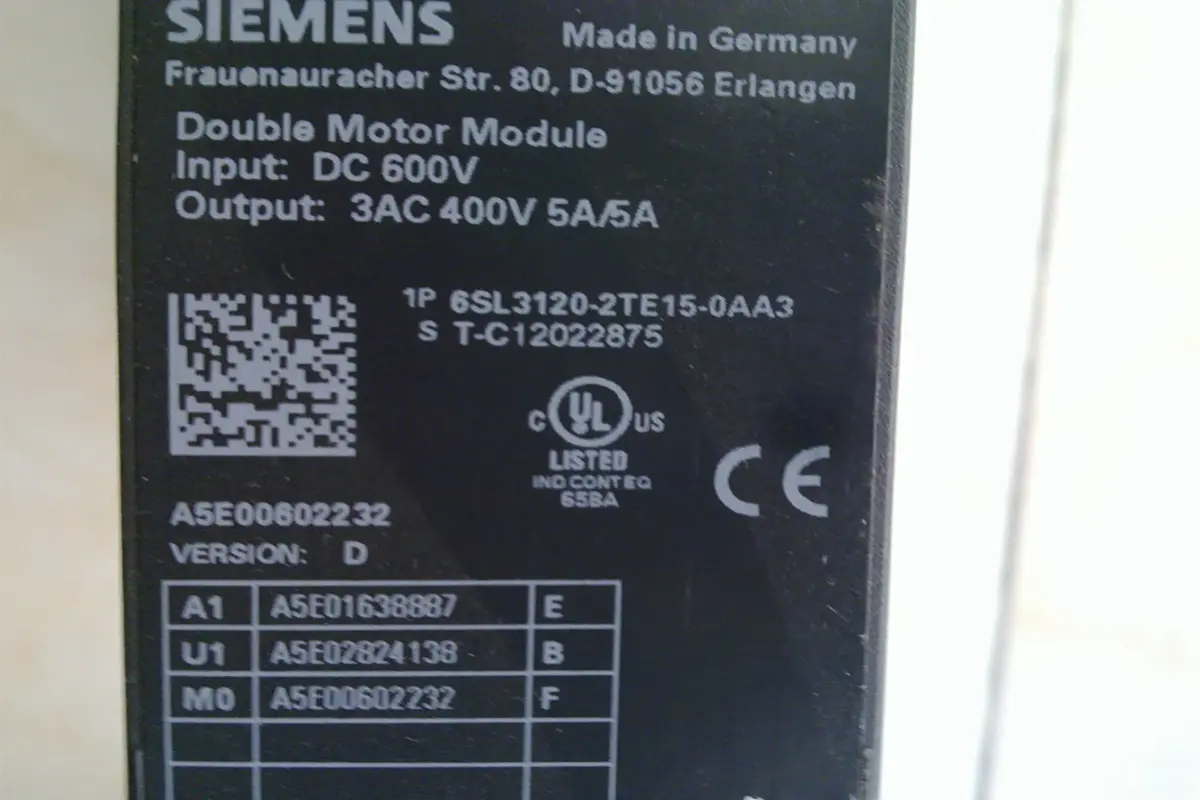 SIEMENS
Made in Germany
Frauenauracher Str. 80, D-91056 Erlangen
Double Motor Module
Input: DC 600V
Output: 3AC 400V 5A/5A
1P 6SL3120-2TE15-0AA3
S T-C12022875
C UL US
LISTED
IND CONT EQ
65BA
CE
A5E00602232
VERSION: D
A1 A5E01638887 E
U1 A5E02824138 B
M0 A5E00602232 F